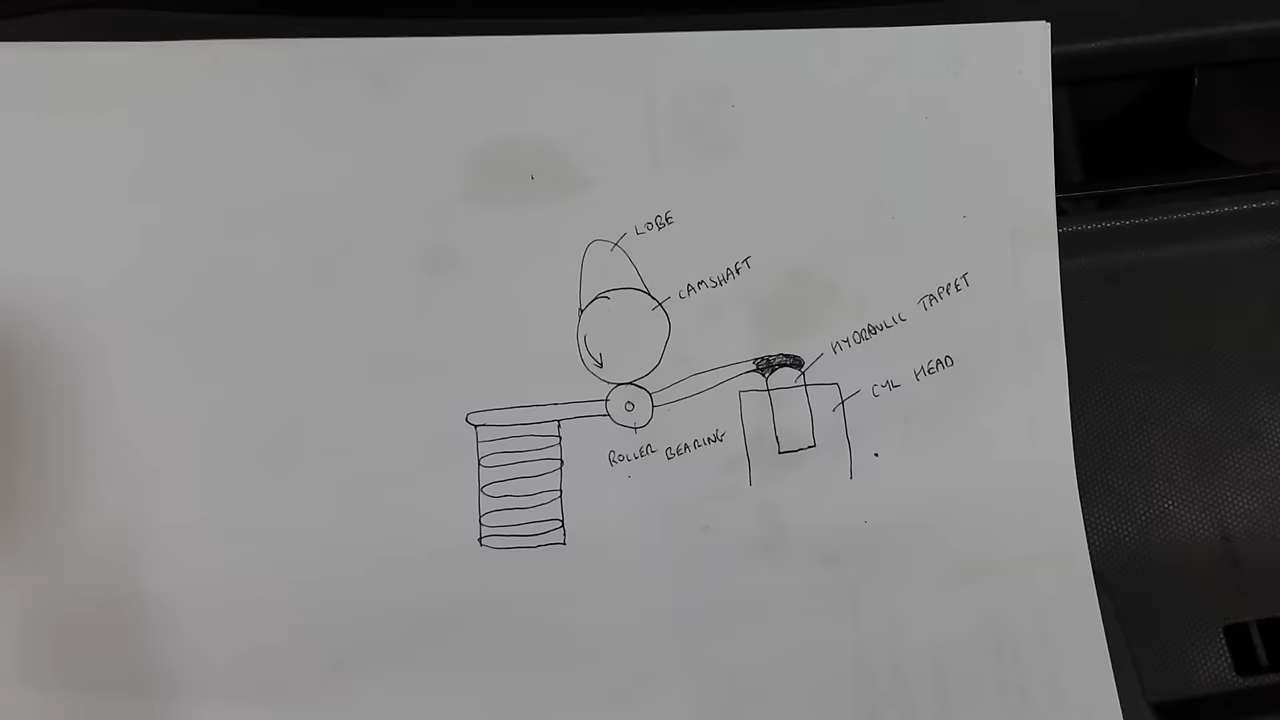 LOBE
CAMSHAFT
HYDRAULIC TAPPET
CYL HEAD
ROLLER BEARING